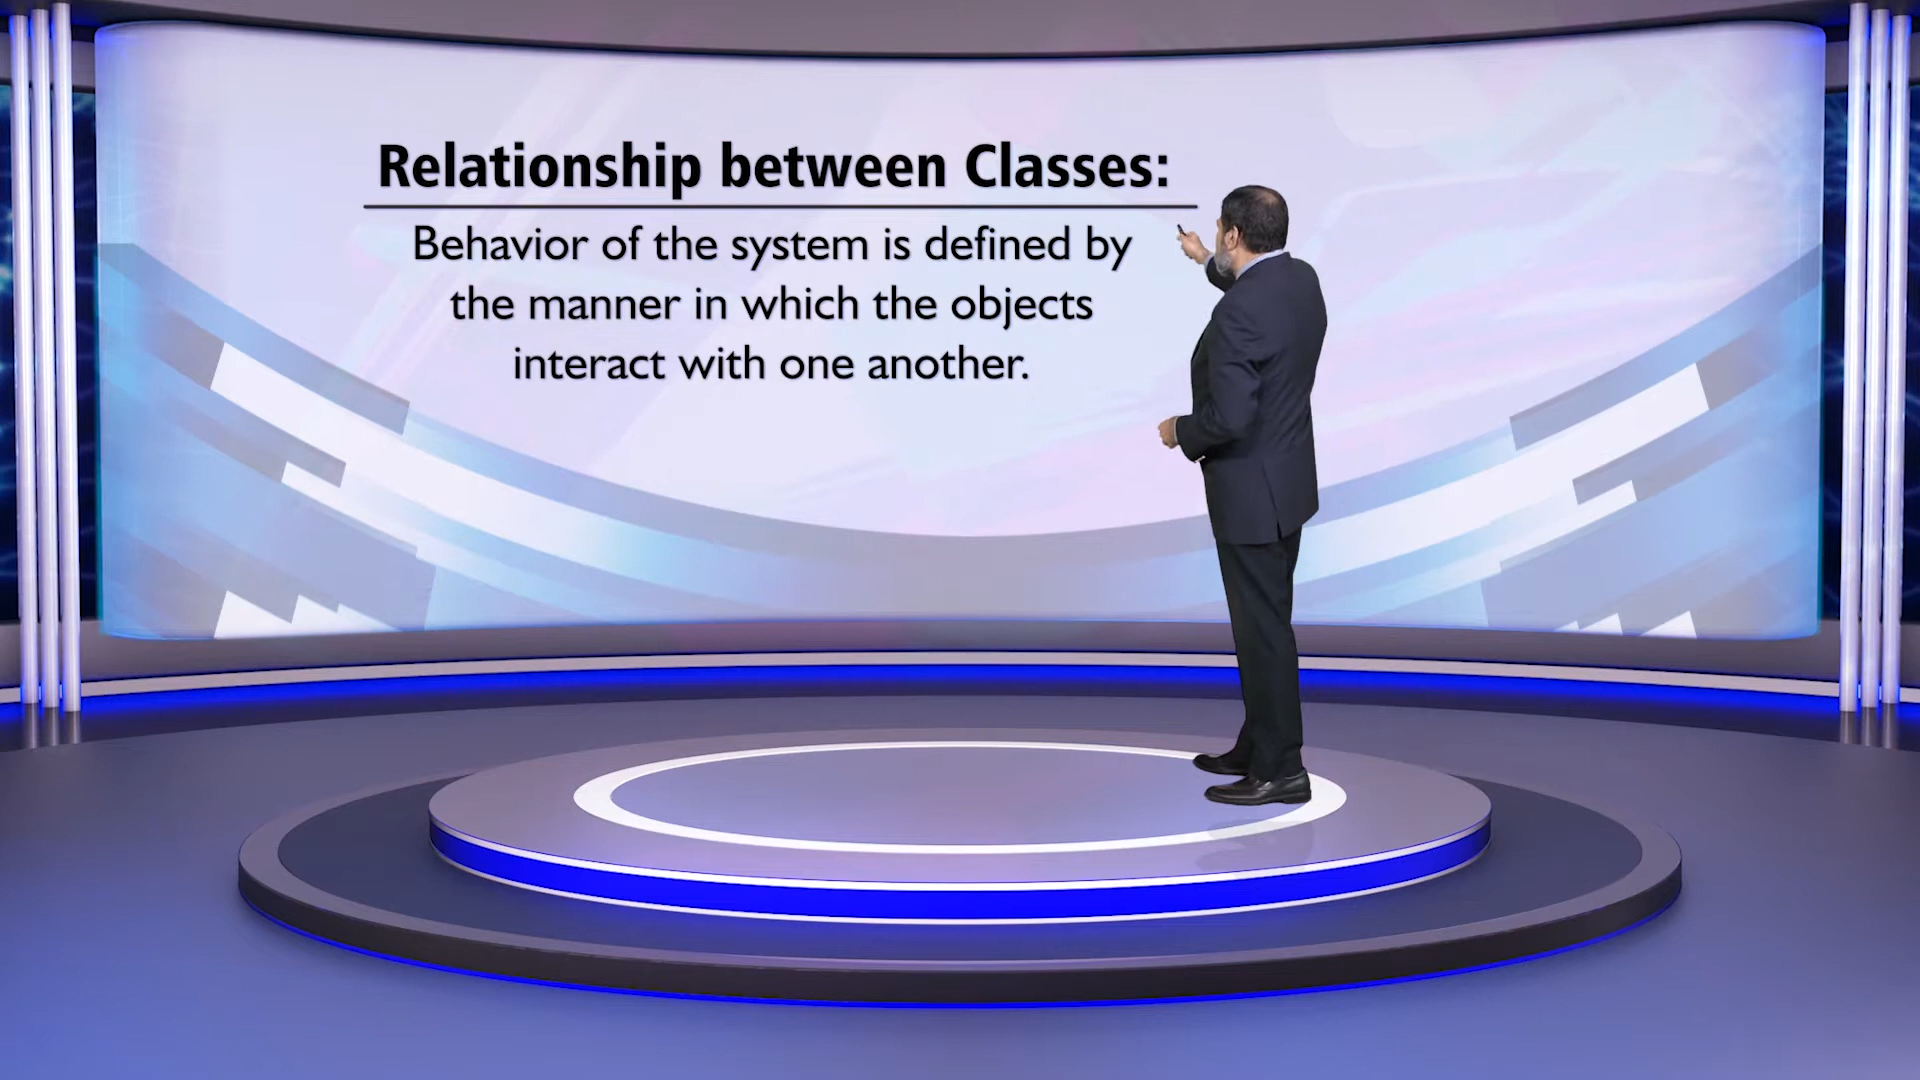 Relationship between Classes:
Behavior of the system is defined by
the manner in which the objects
interact with one another.